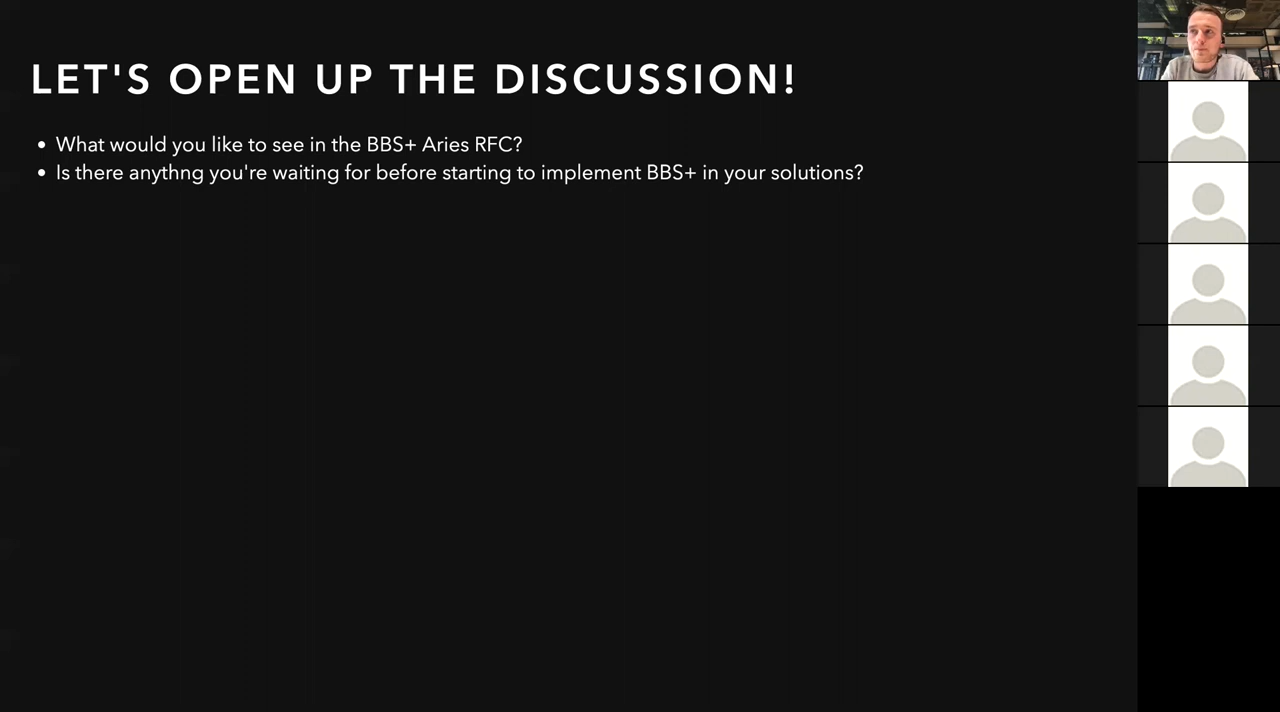 LET'S OPEN UP THE DISCUSSION!
• What would you like to see in the BBS+ Aries RFC?
• Is there anythng you're waiting for before starting to implement BBS+ in your solutions?